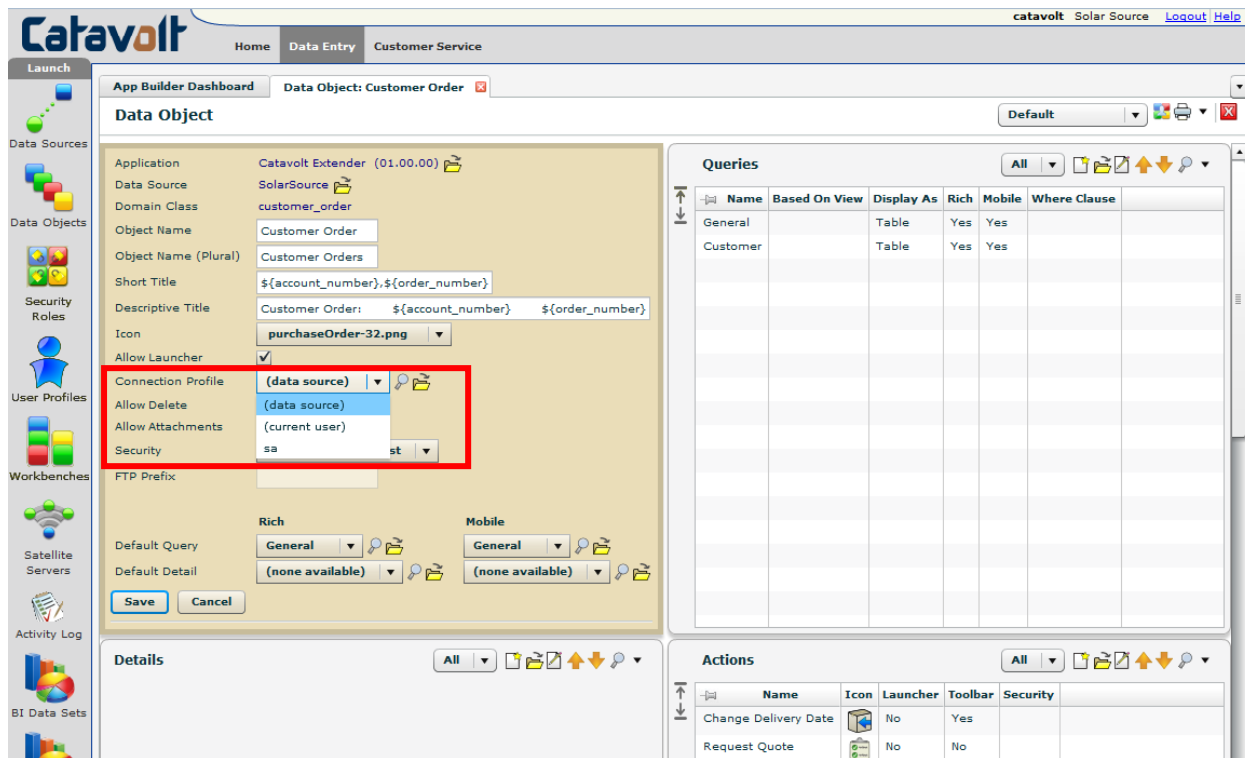 catavolt Solar Source Logout Help
Catavolt
Home Data Entry Customer Service
Launch
Data Sources
Data Objects
Security
Roles
User Profiles
Workbenches
Satellite
Servers
Activity Log
BI Data Sets
App Builder Dashboard Data Object: Customer Order
Data Object
Default
Application Catavolt Extender (01.00.00)
Data Source SolarSource
Domain Class customer_order
Object Name Customer Order
Object Name (Plural) Customer Orders
Short Title ${account_number},${order_number}
Descriptive Title Customer Order: ${account_number} ${order_number}
Icon purchaseOrder-32.png
Allow Launcher
Connection Profile (data source)
Allow Delete (data source)
Allow Attachments (current user)
Security sa st
FTP Prefix
Rich Mobile
Default Query General General
Default Detail (none available) (none available)
Save Cancel
Queries All
Name Based On View Display As Rich Mobile Where Clause
General Table Yes Yes
Customer Table Yes Yes
Details All
Actions All
Name Icon Launcher Toolbar Security
Change Delivery Date No Yes
Request Quote No No